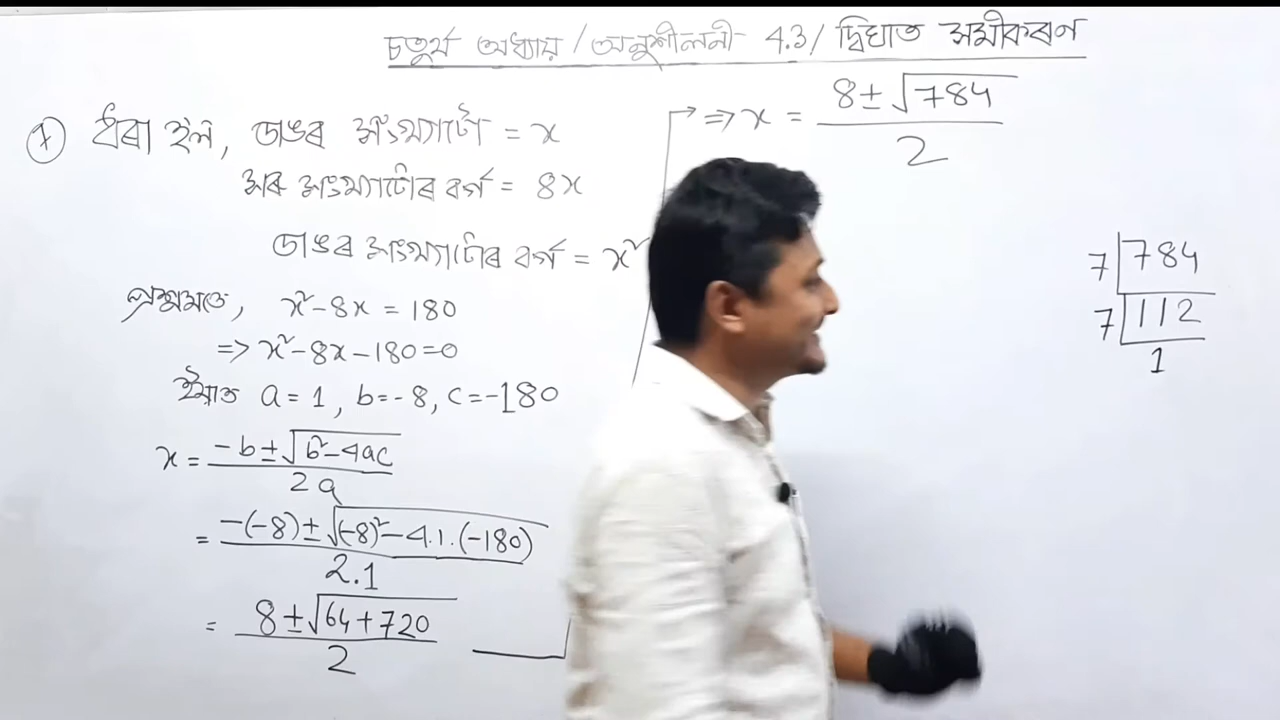 চতুৰ্থ অধ্যায় / অনুশীলনী 4.3 / দ্বিঘাত সমীকৰণ
7 ধৰা হ'ল, ডাঙৰ সংখ্যাটো = x
সৰু সংখ্যাটোৰ বৰ্গ = 8x
ডাঙৰ সংখ্যাটোৰ বৰ্গ = x²
প্ৰশ্নমতে, x² - 8x = 180
=> x² - 8x - 180 = 0
ইয়াত a = 1, b = -8, c = -180
x = (-b ± √(b² - 4ac)) / 2a
= (-(-8) ± √((-8)² - 4.1.(-180))) / 2.1
= (8 ± √(64 + 720)) / 2
=> x = (8 ± √784) / 2
7 | 784
7 | 112
1